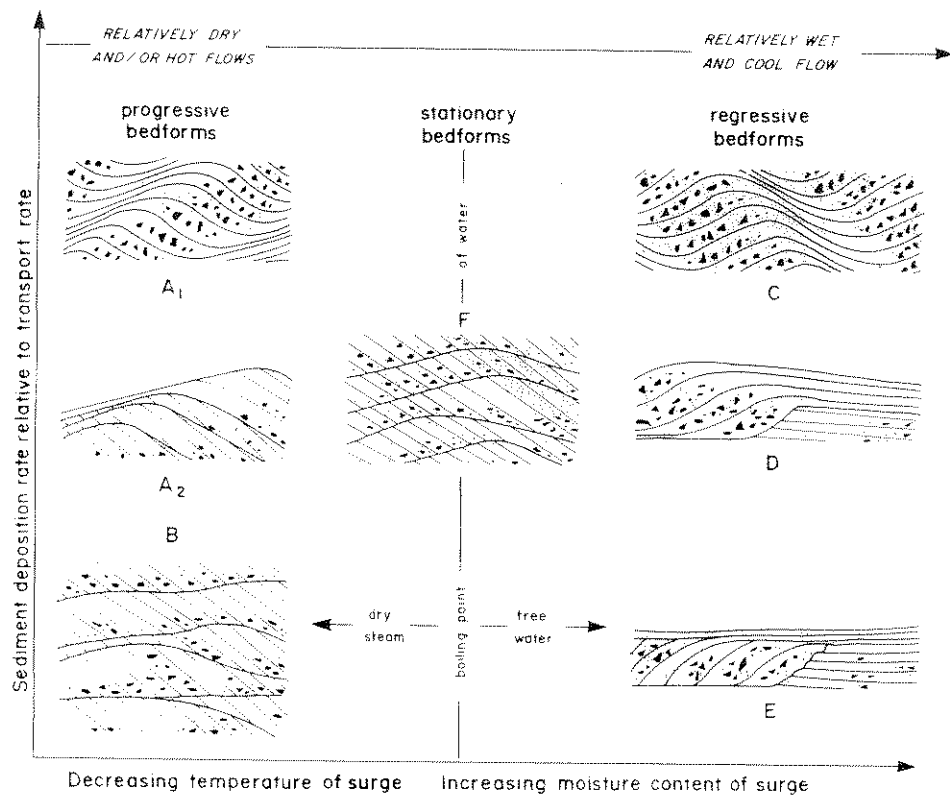 RELATIVELY DRY
AND/OR HOT FLOWS
RELATIVELY WET
AND COOL FLOW
progressive
bedforms
stationary
bedforms
regressive
bedforms
Sediment deposition rate relative to transport rate
A1
C
of water
F
A2
D
B
dry
steam
boiling point
free
water
E
Decreasing temperature of surge
Increasing moisture content of surge